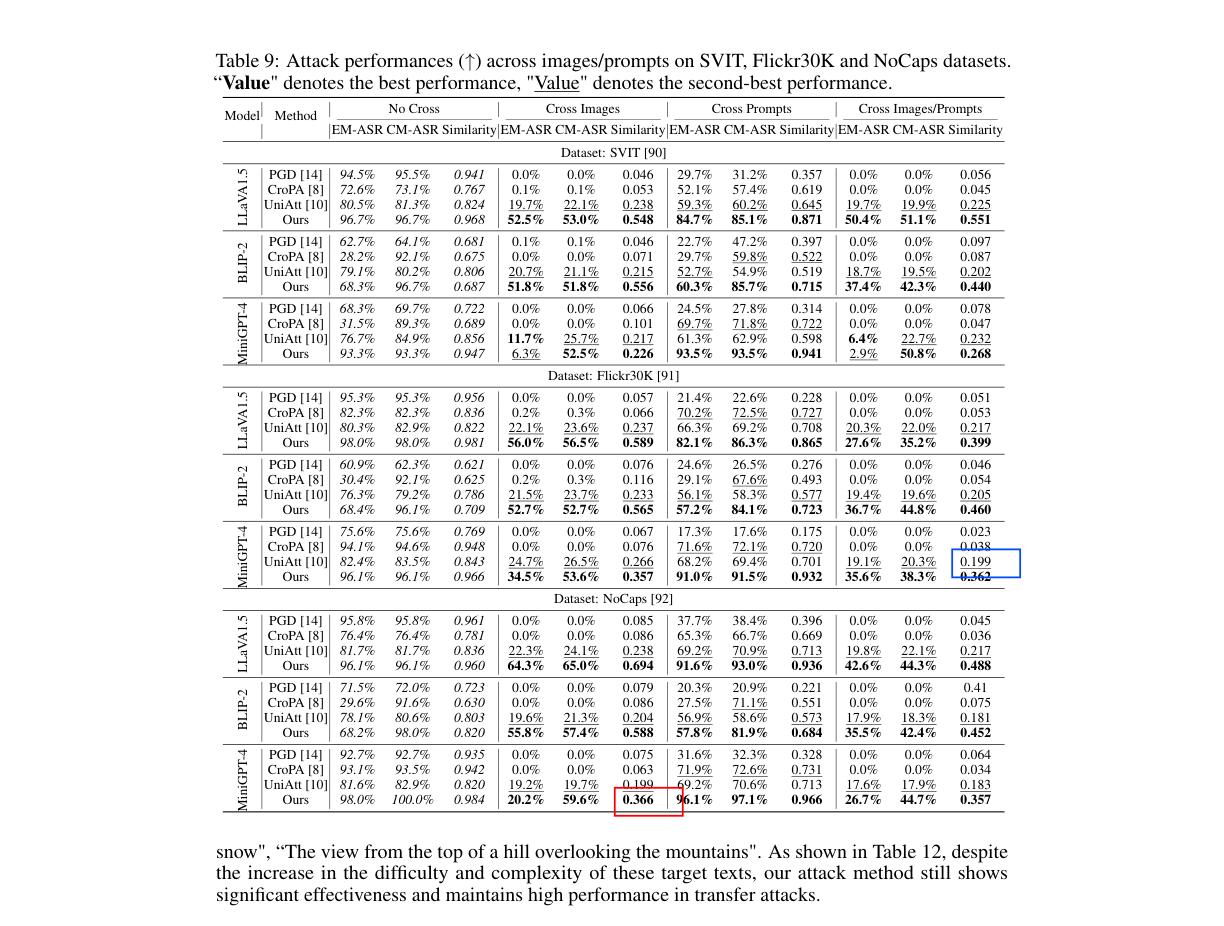 Table 9: Attack performances (↑) across images/prompts on SVIT, Flickr30K and NoCaps datasets.
“Value" denotes the best performance, "Value" denotes the second-best performance.
Model Method No Cross Cross Images Cross Prompts Cross Images/Prompts
EM-ASR CM-ASR Similarity EM-ASR CM-ASR Similarity EM-ASR CM-ASR Similarity EM-ASR CM-ASR Similarity
Dataset: SVIT [90]
LLaVA1.5
PGD [14] 94.5% 95.5% 0.941 0.0% 0.0% 0.046 29.7% 31.2% 0.357 0.0% 0.0% 0.056
CroPA [8] 72.6% 73.1% 0.767 0.1% 0.1% 0.053 52.1% 57.4% 0.619 0.0% 0.0% 0.045
UniAtt [10] 80.5% 81.3% 0.824 19.7% 22.1% 0.238 59.3% 60.2% 0.645 19.7% 19.9% 0.225
Ours 96.7% 96.7% 0.968 52.5% 53.0% 0.548 84.7% 85.1% 0.871 50.4% 51.1% 0.551
BLIP-2
PGD [14] 62.7% 64.1% 0.681 0.1% 0.1% 0.046 22.7% 47.2% 0.397 0.0% 0.0% 0.097
CroPA [8] 28.2% 92.1% 0.675 0.0% 0.0% 0.071 29.7% 59.8% 0.522 0.0% 0.0% 0.087
UniAtt [10] 79.1% 80.2% 0.806 20.7% 21.1% 0.215 52.7% 54.9% 0.519 18.7% 19.5% 0.202
Ours 68.3% 96.7% 0.687 51.8% 51.8% 0.556 60.3% 85.7% 0.715 37.4% 42.3% 0.440
MiniGPT-4
PGD [14] 68.3% 69.7% 0.722 0.0% 0.0% 0.066 24.5% 27.8% 0.314 0.0% 0.0% 0.078
CroPA [8] 31.5% 89.3% 0.689 0.0% 0.0% 0.101 69.7% 71.8% 0.722 0.0% 0.0% 0.047
UniAtt [10] 76.7% 84.9% 0.856 11.7% 25.7% 0.217 61.3% 62.9% 0.598 6.4% 22.7% 0.232
Ours 93.3% 93.3% 0.947 6.3% 52.5% 0.226 93.5% 93.5% 0.941 2.9% 50.8% 0.268
Dataset: Flickr30K [91]
LLaVA1.5
PGD [14] 95.3% 95.3% 0.956 0.0% 0.0% 0.057 21.4% 22.6% 0.228 0.0% 0.0% 0.051
CroPA [8] 82.3% 82.3% 0.836 0.2% 0.3% 0.066 70.2% 72.5% 0.727 0.0% 0.0% 0.053
UniAtt [10] 80.3% 82.9% 0.822 22.1% 23.6% 0.237 66.3% 69.2% 0.708 20.3% 22.0% 0.217
Ours 98.0% 98.0% 0.981 56.0% 56.5% 0.589 82.1% 86.3% 0.865 27.6% 35.2% 0.399
BLIP-2
PGD [14] 60.9% 62.3% 0.621 0.0% 0.0% 0.076 24.6% 26.5% 0.276 0.0% 0.0% 0.046
CroPA [8] 30.4% 92.1% 0.625 0.2% 0.3% 0.116 29.1% 67.6% 0.493 0.0% 0.0% 0.054
UniAtt [10] 76.3% 79.2% 0.786 21.5% 23.7% 0.233 56.1% 58.3% 0.577 19.4% 19.6% 0.205
Ours 68.4% 96.1% 0.709 52.7% 52.7% 0.565 57.2% 84.1% 0.723 36.7% 44.8% 0.460
MiniGPT-4
PGD [14] 75.6% 75.6% 0.769 0.0% 0.0% 0.067 17.3% 17.6% 0.175 0.0% 0.0% 0.023
CroPA [8] 94.1% 94.6% 0.948 0.0% 0.0% 0.076 71.6% 72.1% 0.720 0.0% 0.0% 0.038
UniAtt [10] 82.4% 83.5% 0.843 24.7% 26.5% 0.266 68.2% 69.4% 0.701 19.1% 20.3% 0.199
Ours 96.1% 96.1% 0.966 34.5% 53.6% 0.357 91.0% 91.5% 0.932 35.6% 38.3% 0.362
Dataset: NoCaps [92]
LLaVA1.5
PGD [14] 95.8% 95.8% 0.961 0.0% 0.0% 0.085 37.7% 38.4% 0.396 0.0% 0.0% 0.045
CroPA [8] 76.4% 76.4% 0.781 0.0% 0.0% 0.086 65.3% 66.7% 0.669 0.0% 0.0% 0.036
UniAtt [10] 81.7% 81.7% 0.836 22.3% 24.1% 0.238 69.2% 70.9% 0.713 19.8% 22.1% 0.217
Ours 96.1% 96.1% 0.960 64.3% 65.0% 0.694 91.6% 93.0% 0.936 42.6% 44.3% 0.488
BLIP-2
PGD [14] 71.5% 72.0% 0.723 0.0% 0.0% 0.079 20.3% 20.9% 0.221 0.0% 0.0% 0.41
CroPA [8] 29.6% 91.6% 0.630 0.0% 0.0% 0.086 27.5% 71.1% 0.551 0.0% 0.0% 0.075
UniAtt [10] 78.1% 80.6% 0.803 19.6% 21.3% 0.204 56.9% 58.6% 0.573 17.9% 18.3% 0.181
Ours 68.2% 98.0% 0.820 55.8% 57.4% 0.588 57.8% 81.9% 0.684 35.5% 42.4% 0.452
MiniGPT-4
PGD [14] 92.7% 92.7% 0.935 0.0% 0.0% 0.075 31.6% 32.3% 0.328 0.0% 0.0% 0.064
CroPA [8] 93.1% 93.5% 0.942 0.0% 0.0% 0.063 71.9% 72.6% 0.731 0.0% 0.0% 0.034
UniAtt [10] 81.6% 82.9% 0.820 19.2% 19.7% 0.199 69.2% 70.6% 0.713 17.6% 17.9% 0.183
Ours 98.0% 100.0% 0.984 20.2% 59.6% 0.366 96.1% 97.1% 0.966 26.7% 44.7% 0.357
snow", “The view from the top of a hill overlooking the mountains". As shown in Table 12, despite
the increase in the difficulty and complexity of these target texts, our attack method still shows
significant effectiveness and maintains high performance in transfer attacks.